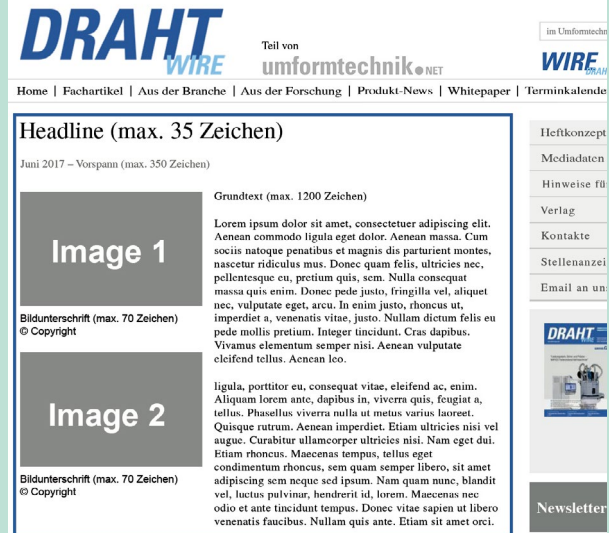 DRAHT
WIRE
Teil von
umformtechnik NET
im Umformtechn
WIRE
DRAH
Home | Fachartikel | Aus der Branche | Aus der Forschung | Produkt-News | Whitepaper | Terminkalende
Headline (max. 35 Zeichen)
Juni 2017 – Vorspann (max. 350 Zeichen)
Image 1
Bildunterschrift (max. 70 Zeichen)
© Copyright
Image 2
Bildunterschrift (max. 70 Zeichen)
© Copyright
Grundtext (max. 1200 Zeichen)
Lorem ipsum dolor sit amet, consectetuer adipiscing elit.
Aenean commodo ligula eget dolor. Aenean massa. Cum
sociis natoque penatibus et magnis dis parturient montes,
nascetur ridiculus mus. Donec quam felis, ultricies nec,
pellentesque eu, pretium quis, sem. Nulla consequat
massa quis enim. Donec pede justo, fringilla vel, aliquet
nec, vulputate eget, arcu. In enim justo, rhoncus ut,
imperdiet a, venenatis vitae, justo. Nullam dictum felis eu
pede mollis pretium. Integer tincidunt. Cras dapibus.
Vivamus elementum semper nisi. Aenean vulputate
eleifend tellus. Aenean leo.
ligula, porttitor eu, consequat vitae, eleifend ac, enim.
Aliquam lorem ante, dapibus in, viverra quis, feugiat a,
tellus. Phasellus viverra nulla ut metus varius laoreet.
Quisque rutrum. Aenean imperdiet. Etiam ultricies nisi vel
augue. Curabitur ullamcorper ultricies nisi. Nam eget dui.
Etiam rhoncus. Maecenas tempus, tellus eget
condimentum rhoncus, sem quam semper libero, sit amet
adipiscing sem neque sed ipsum. Nam quam nunc, blandit
vel, luctus pulvinar, hendrerit id, lorem. Maecenas nec
odio et ante tincidunt tempus. Donec vitae sapien ut libero
venenatis faucibus. Nullam quis ante. Etiam sit amet orci.
Heftkonzept
Mediadaten
Hinweise fü
Verlag
Kontakte
Stellenanzei
Email an un
DRAHT
Newsletter